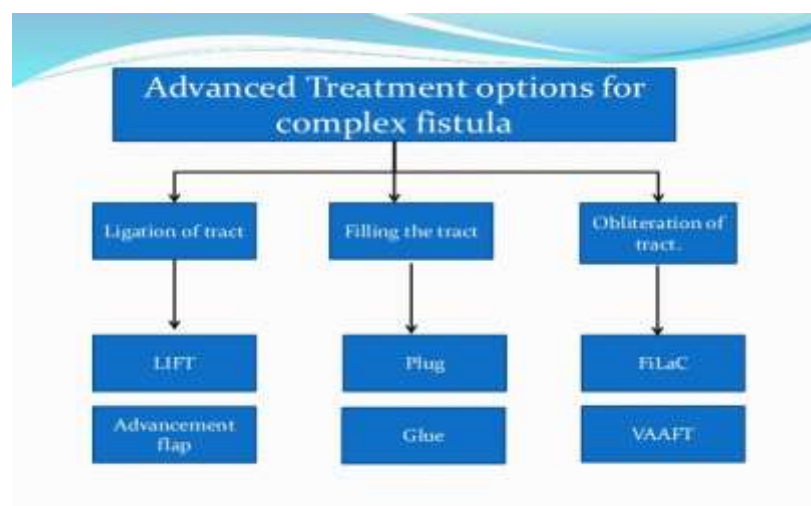 Advanced Treatment options for
complex fistula
Ligation of tract
Filling the tract
Obliteration of
tract.
LIFT
Plug
FiLaC
Advancement
flap
Glue
VAAFT